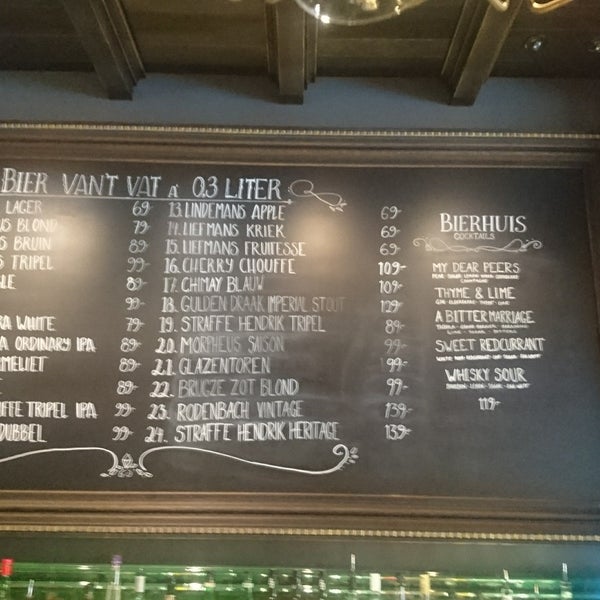 BIER VAN'T VAT á 0.3 LITER
LAGER 69-
BLOND 79-
S BRUIN 89-
S TRIPEL 99-
89-
99-
RA WHITE 79-
RA ORDINARY IPA 89-
MELIET 89-
89-
FFE TRIPEL IPA 99-
DUBBEL 99-
13. LINDEMANS APPLE 69-
14. LIEFMANS KRIEK 69-
15. LIEFMANS FRUITESSE 69-
16. CHERRY CHOUFFE 109-
17. CHIMAY BLAUW 109-
18. GULDEN DRAAK IMPERIAL STOUT 129-
19. STRAFFE HENDRIK TRIPEL 89-
20. MORPHEUS SAISON 99-
21. GLAZENTOREN 99-
22. BRUGZE ZOT BLOND 99-
23. RODENBACH VINTAGE 139-
24. STRAFFE HENDRIK HERITAGE 139-
BIERHUIS
COCKTAILS
MY DEAR PEERS
THYME & LIME
A BITTER MARRIAGE
SWEET REDCURRANT
WHISKY SOUR
119-